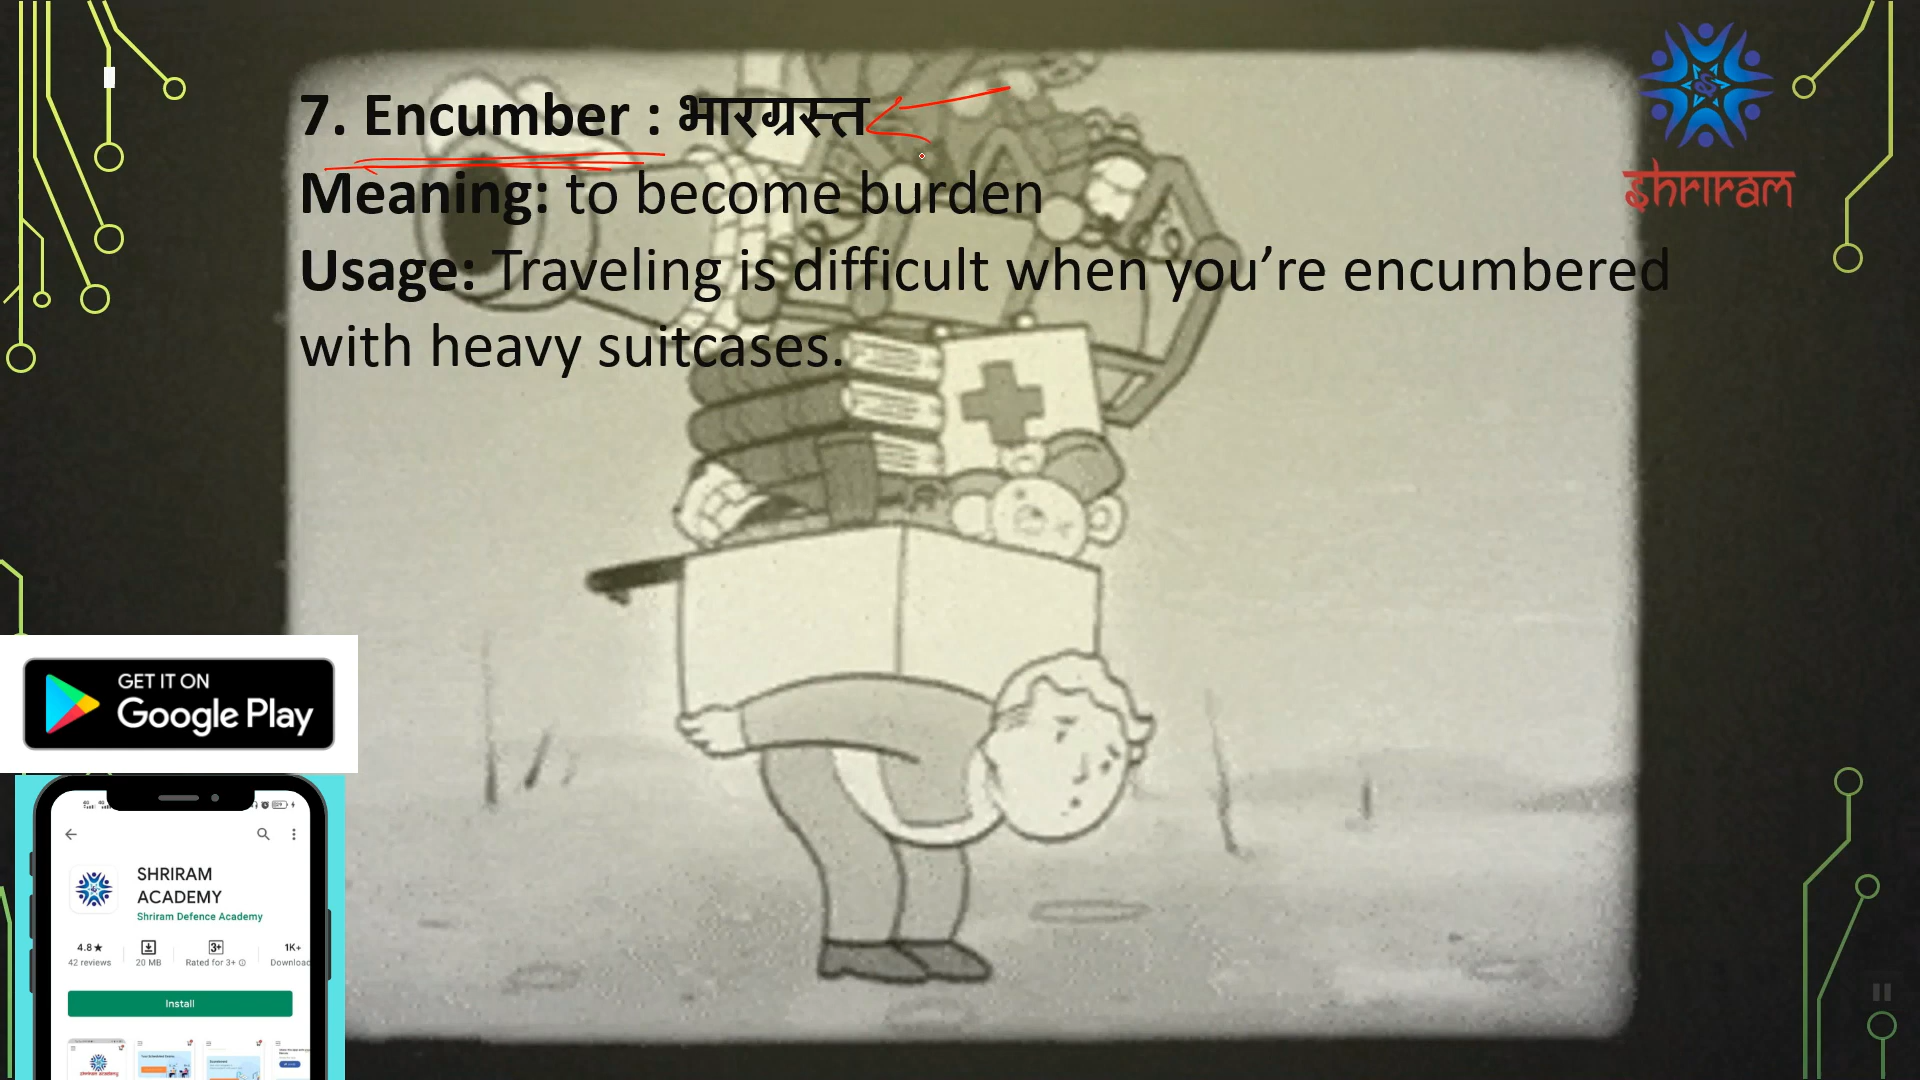 7. Encumber : भारग्रस्त
Meaning: to become burden
Usage: Traveling is difficult when you’re encumbered
with heavy suitcases.
shriram
GET IT ON
Google Play
SHRIRAM
ACADEMY
Shriram Defence Academy
4.8★
42 reviews
20 MB
3+
Rated for 3+
1K+
Downloa
Install